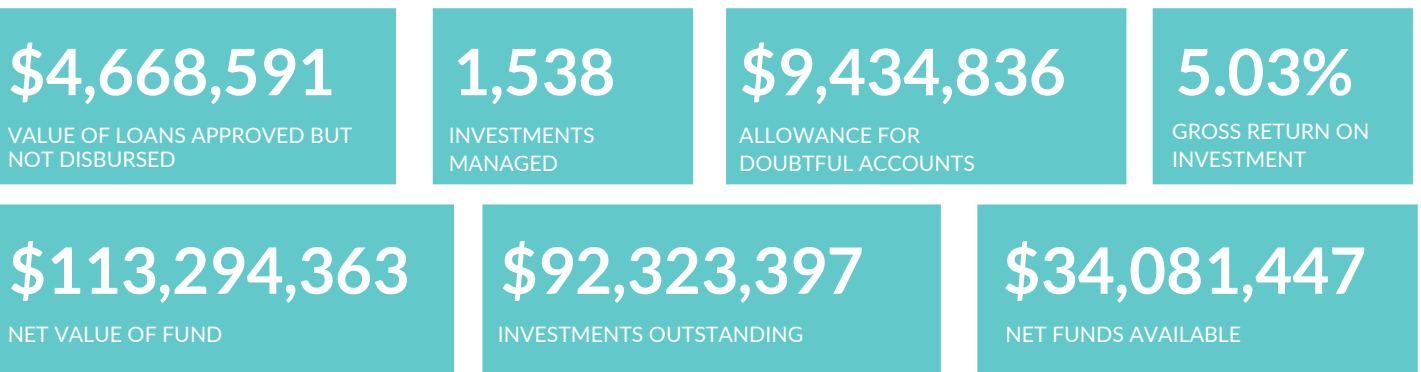 $4,668,591
VALUE OF LOANS APPROVED BUT
NOT DISBURSED
1,538
INVESTMENTS
MANAGED
$9,434,836
ALLOWANCE FOR
DOUBTFUL ACCOUNTS
5.03%
GROSS RETURN ON
INVESTMENT
$113,294,363
NET VALUE OF FUND
$92,323,397
INVESTMENTS OUTSTANDING
$34,081,447
NET FUNDS AVAILABLE